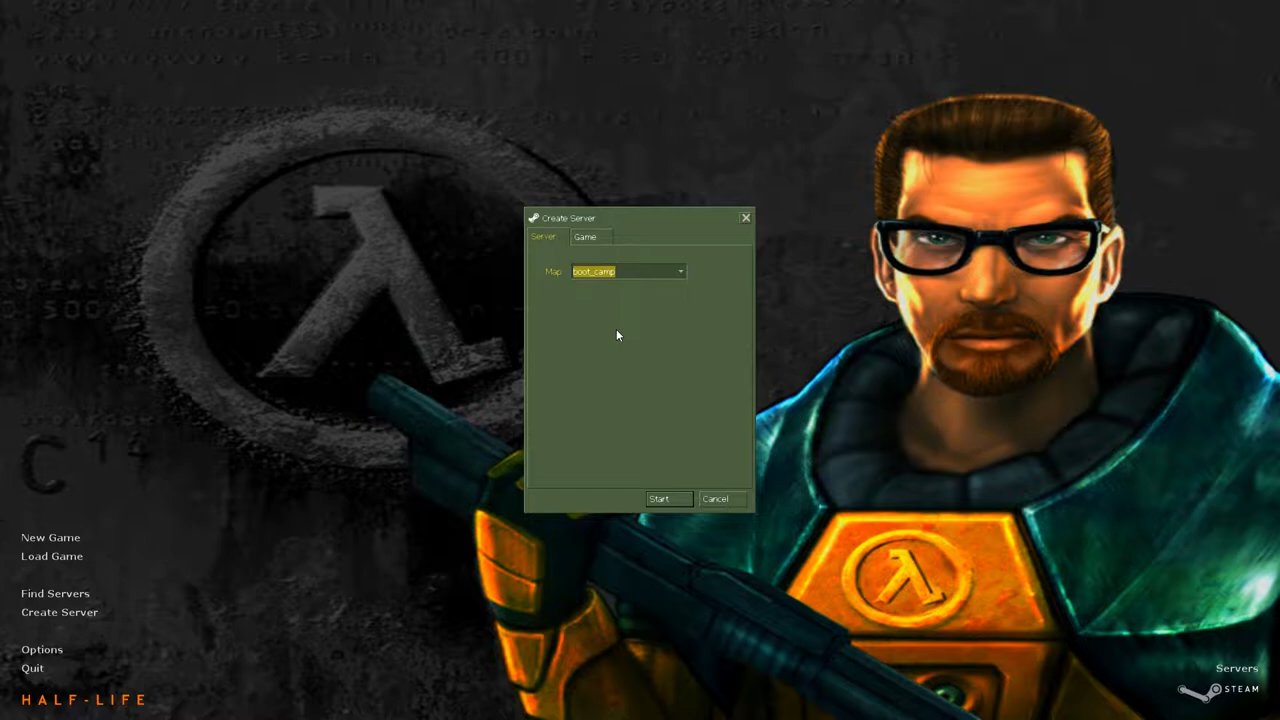 Create Server
Server
Game
Map
boot_camp
Start
Cancel
New Game
Load Game
Find Servers
Create Server
Options
Quit
HALF-LIFE
Servers
STEAM